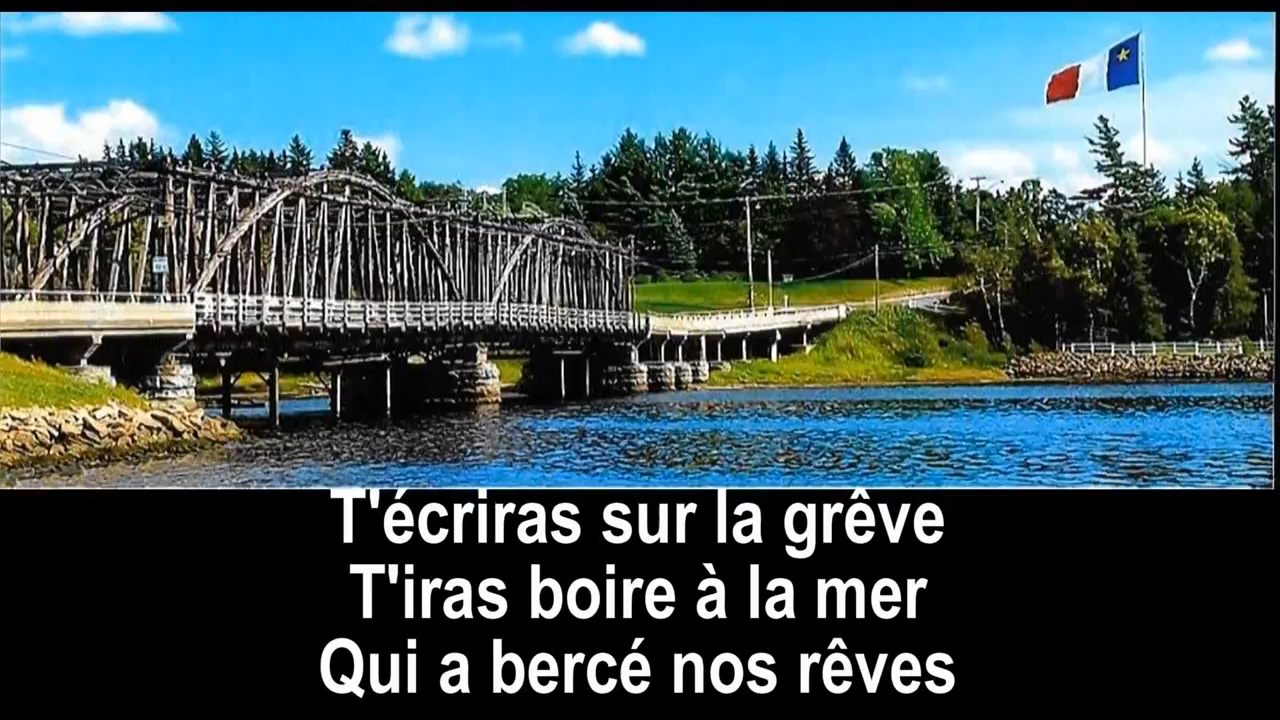 T'écriras sur la grêve
T'iras boire à la mer
Qui a bercé nos rêves